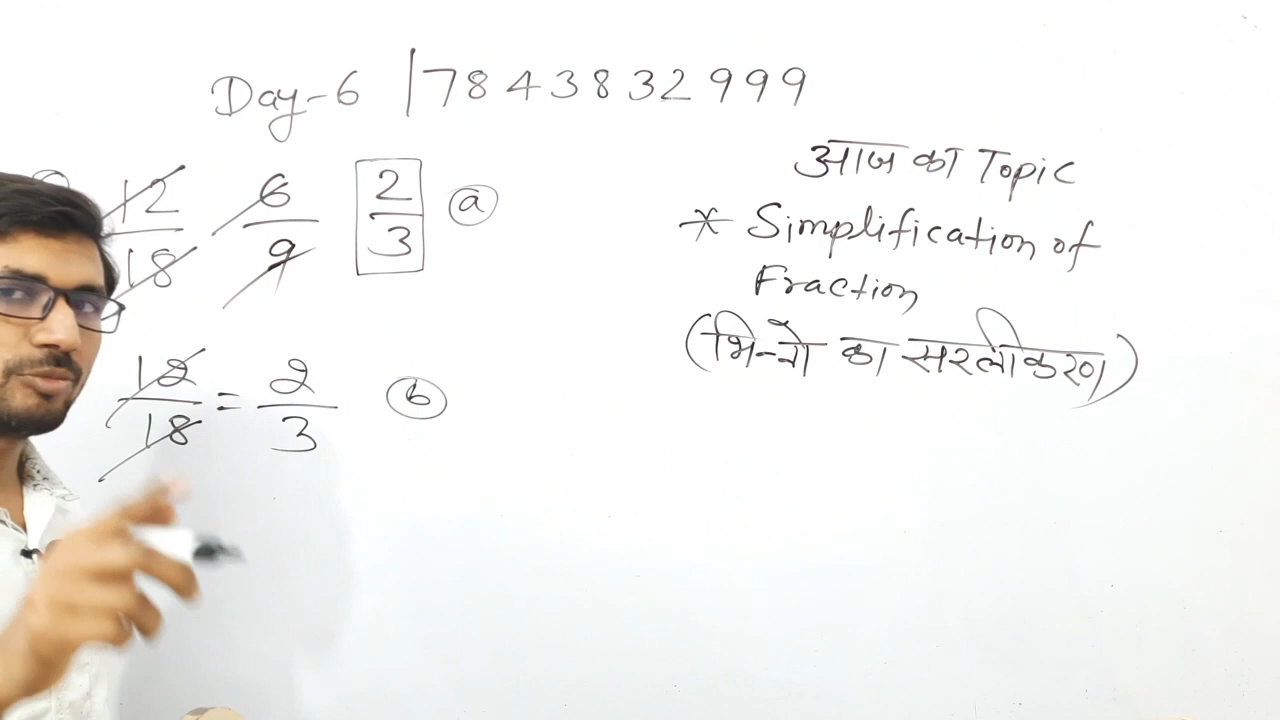 Day-6 | 7843832999
आज का Topic
* Simplification of
Fraction
(भिन्नों का सरलीकरण)
12/18 6/9 2/3 (a)
12/18 = 2/3 (b)